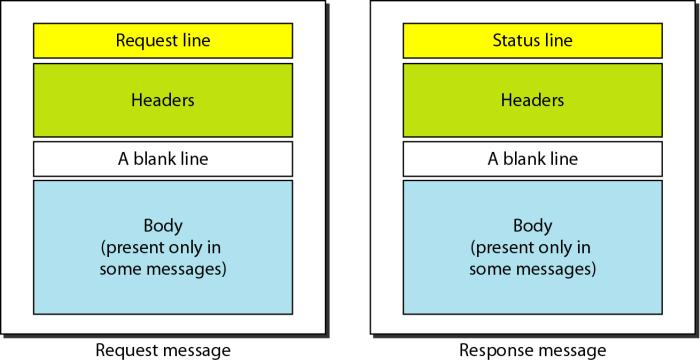 Request line
Headers
A blank line
Body
(present only in
some messages)
Request message
Status line
Headers
A blank line
Body
(present only in
some messages)
Response message